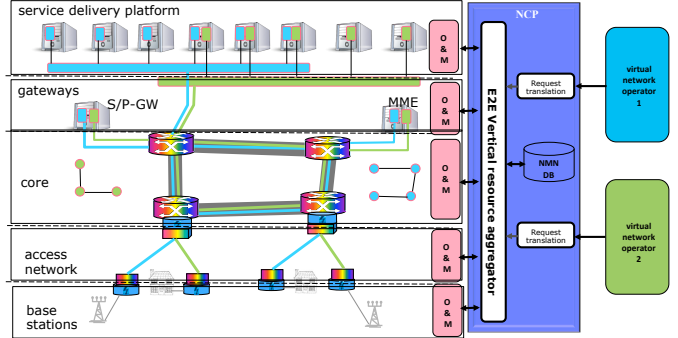 service delivery platform
O
&
M
NCP
gateways
S/P-GW
MME
O
&
M
Request
translation
virtual
network
operator
1
core
O
&
M
E2E Vertical resource aggregator
NMN
DB
access
network
O
&
M
Request
translation
virtual
network
operator
2
base
stations
O
&
M